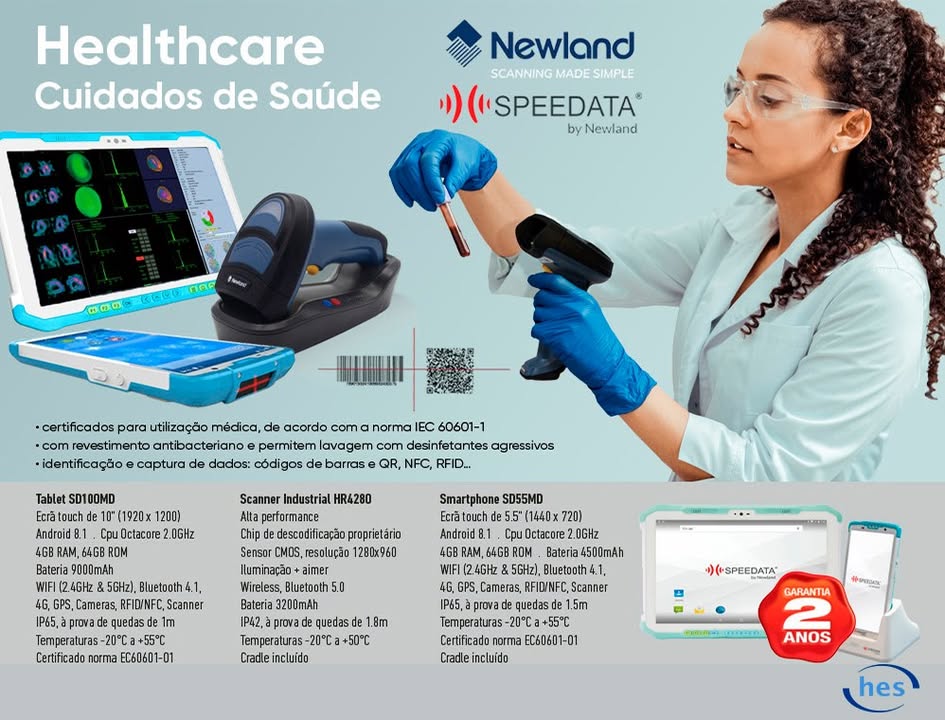 Healthcare
Cuidados de Saúde
Newland
SCANNING MADE SIMPLE
SPEEDATA®
by Newland
Newland
• certificados para utilização médica, de acordo com a norma IEC 60601-1
• com revestimento antibacteriano e permitem lavagem com desinfetantes agressivos
• identificação e captura de dados: códigos de barras e QR, NFC, RFID...
Tablet SD100MD
Ecrã touch de 10" (1920 x 1200)
Android 8.1 . Cpu Octacore 2.0GHz
4GB RAM, 64GB ROM
Bateria 9000mAh
WIFI (2.4GHz & 5GHz), Bluetooth 4.1,
4G, GPS, Cameras, RFID/NFC, Scanner
IP65, à prova de quedas de 1m
Temperaturas -20°C a +55°C
Certificado norma EC60601-01
Scanner Industrial HR4280
Alta performance
Chip de descodificação proprietário
Sensor CMOS, resolução 1280x960
Iluminação + aimer
Wireless, Bluetooth 5.0
Bateria 3200mAh
IP42, à prova de quedas de 1.8m
Temperaturas -20°C a +50°C
Cradle incluído
Smartphone SD55MD
Ecrã touch de 5.5" (1440 x 720)
Android 8.1 . Cpu Octacore 2.0GHz
4GB RAM, 64GB ROM . Bateria 4500mAh
WIFI (2.4GHz & 5GHz), Bluetooth 4.1,
4G, GPS, Cameras, RFID/NFC, Scanner
IP65, à prova de quedas de 1.5m
Temperaturas -20°C a +55°C
Certificado norma EC60601-01
Cradle incluído
SPEEDATA
by Newland
SPEEDATA
GARANTIA
2
ANOS
hes